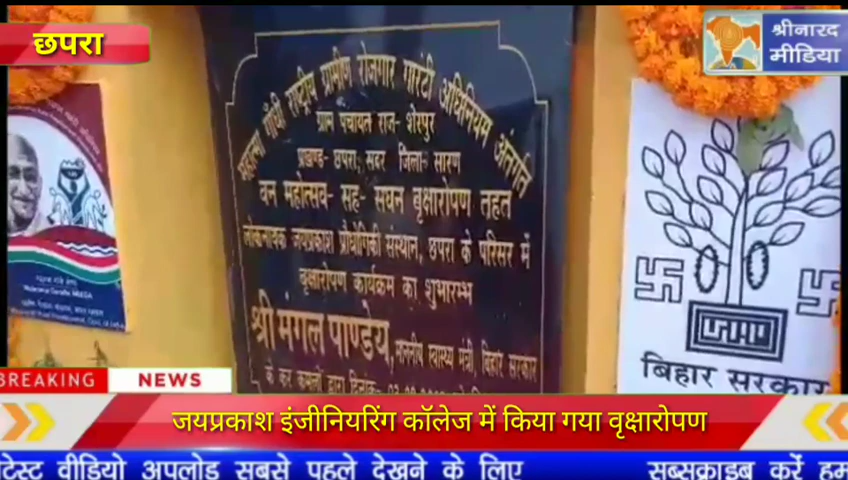 छपरा
श्रीनारद
मीडिया
महात्मा गाँधी राष्ट्रीय ग्रामीण रोजगार गारंटी अधिनियम अंतर्गत
ग्राम पंचायत राज- शेरपुर
प्रखण्ड- छपरा, सदर जिला- सारण
वन महोत्सव- सह- सघन बृक्षारोपण तहत
लोकनायक जयप्रकाश प्रौधोगिकी संस्थान, छपरा के परिसर में
बृक्षारोपण कार्यक्रम का शुभारम्भ
श्री मंगल पाण्डेय, माननीय स्वास्थ्य मंत्री, बिहार सरकार
के कर कमलों द्वारा दिनांक-
बिहार सरकार
BREAKING NEWS
जयप्रकाश इंजीनियरिंग कॉलेज में किया गया वृक्षारोपण
वीडियो अपलोड सबसे पहले देखने के लिए सब्सक्राइब करें